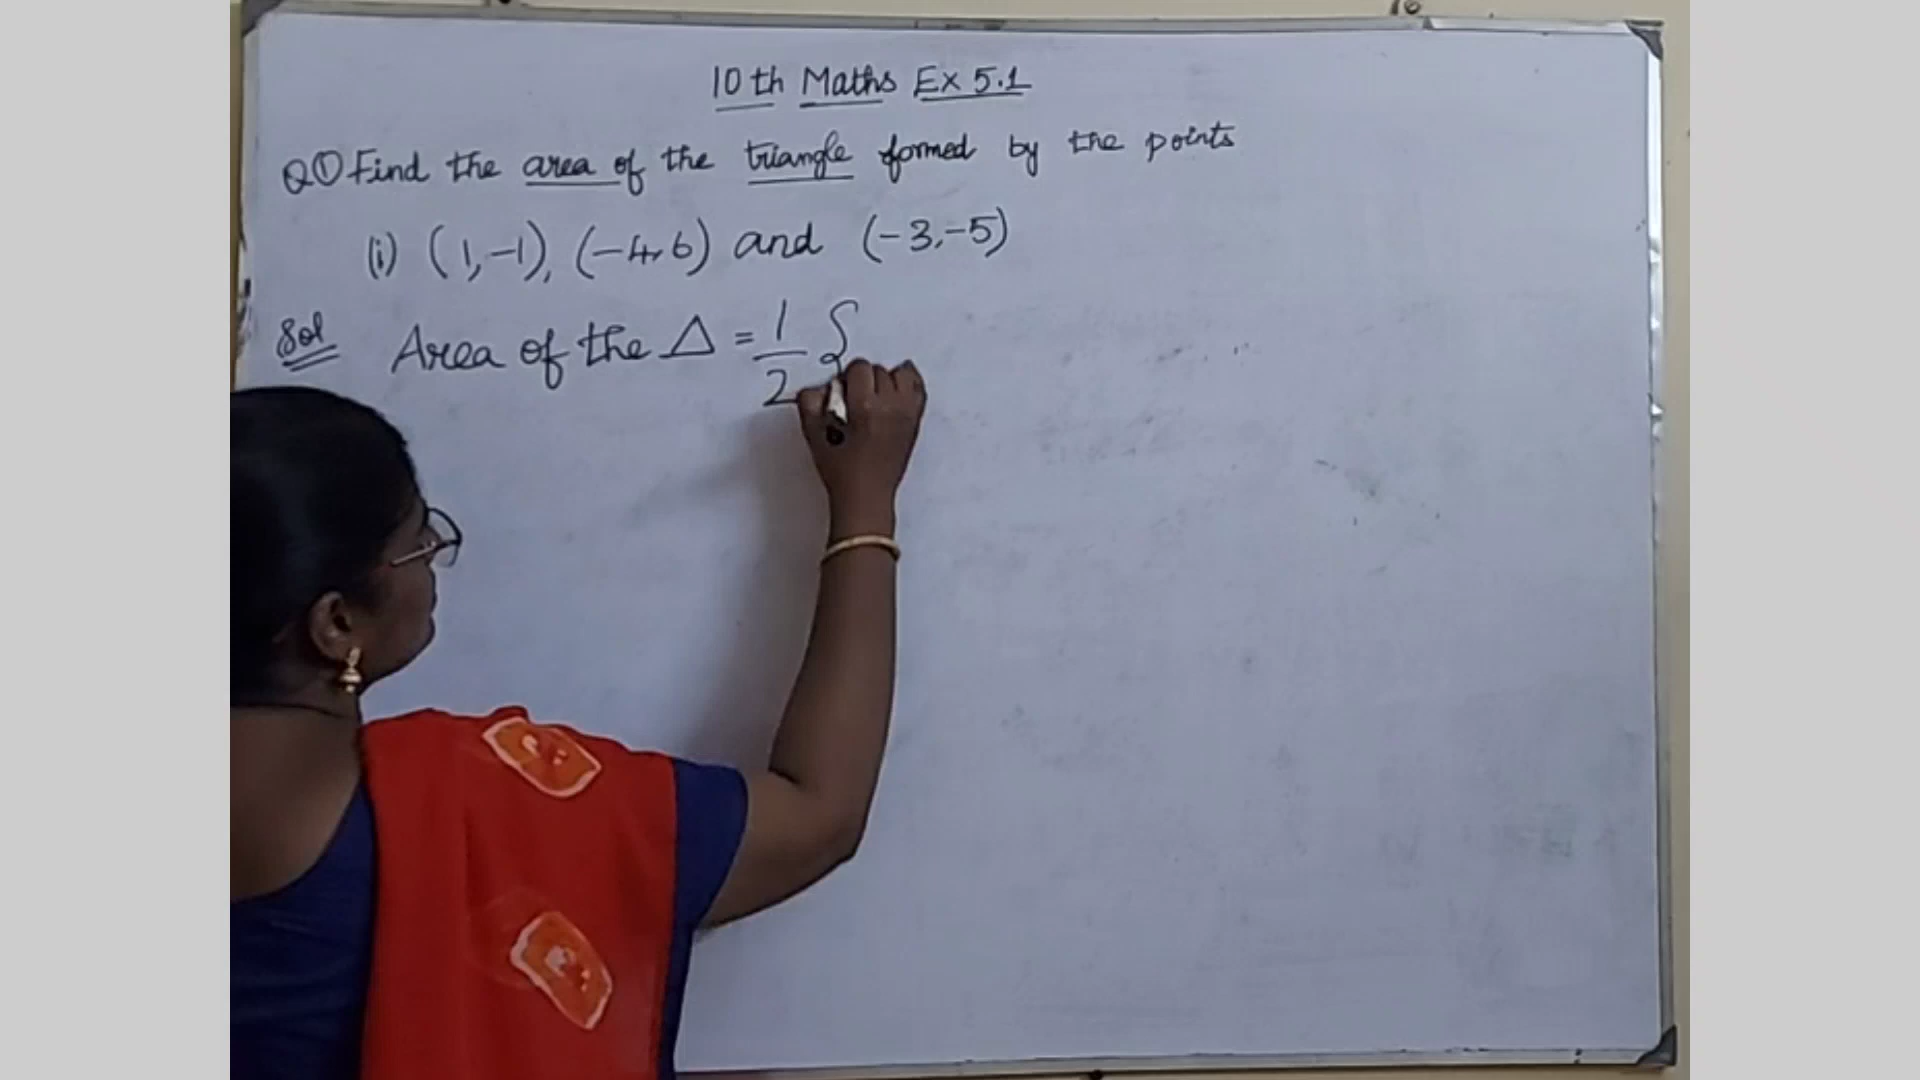 10th Maths Ex 5.1
Q① Find the area of the triangle formed by the points
(i) (1,-1), (-4,6) and (-3,-5)
Sol Area of the △ = 1/2 {